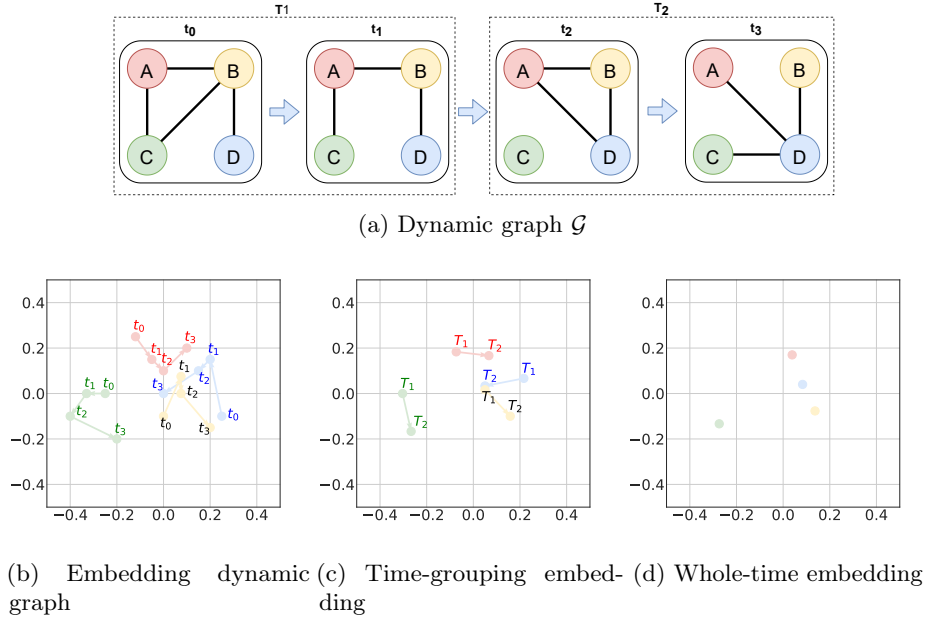 T1 T2
t0 t1 t2 t3
A B A B A B A B
C D C D C D C D
(a) Dynamic graph G
0.4 0.4 0.4
t0 t3
t1 t2 t1 T1 T2
0.2 0.2 0.2
t1 t2 T2 T1
t1 t0 t3 t2 T1 T1
0.0 0.0 0.0
t2 t0 t3 t0 T2 T2
t3
−0.2 −0.2 −0.2
−0.4 −0.4 −0.4
−0.4 −0.2 0.0 0.2 0.4 −0.4 −0.2 0.0 0.2 0.4 −0.4 −0.2 0.0 0.2 0.4
(b) Embedding dynamic graph
(c) Time-grouping embed-
ding
(d) Whole-time embedding